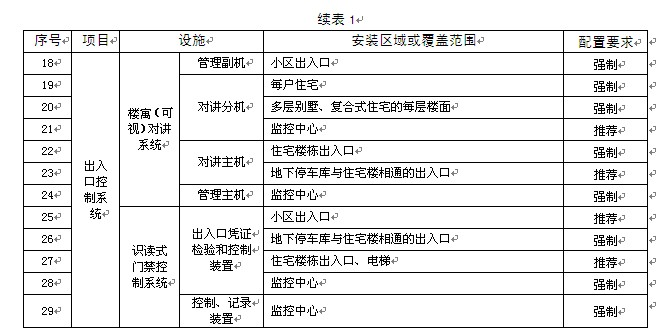 续表 1
序号 项目 设施 安装区域或覆盖范围 配置要求
18 出入口控制系统 楼寓(可视)对讲系统 管理副机 小区出入口 强制
19 对讲分机 每户住宅 强制
20 多层别墅、复合式住宅的每层楼面 强制
21 监控中心 推荐
22 对讲主机 住宅楼栋出入口 强制
23 地下停车库与住宅楼相通的出入口 推荐
24 管理主机 监控中心 强制
25 识读式门禁控制系统 出入口凭证检验和控制装置 小区出入口 推荐
26 地下停车库与住宅楼相通的出入口 强制
27 住宅楼栋出入口、电梯 推荐
28 监控中心 强制
29 控制、记录装置 监控中心 强制